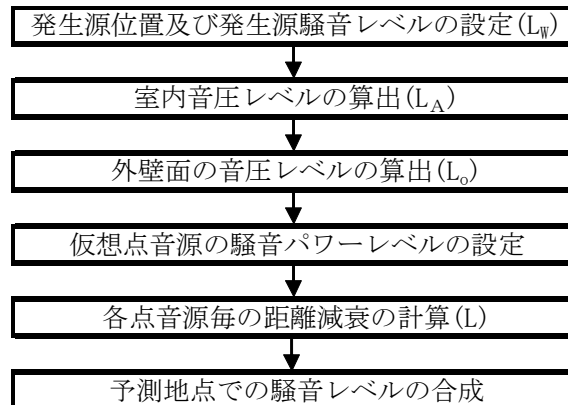 発生源位置及び発生源騒音レベルの設定(L_W)
室内音圧レベルの算出(L_A)
外壁面の音圧レベルの算出(L_o)
仮想点音源の騒音パワーレベルの設定
各点音源毎の距離減衰の計算(L)
予測地点での騒音レベルの合成